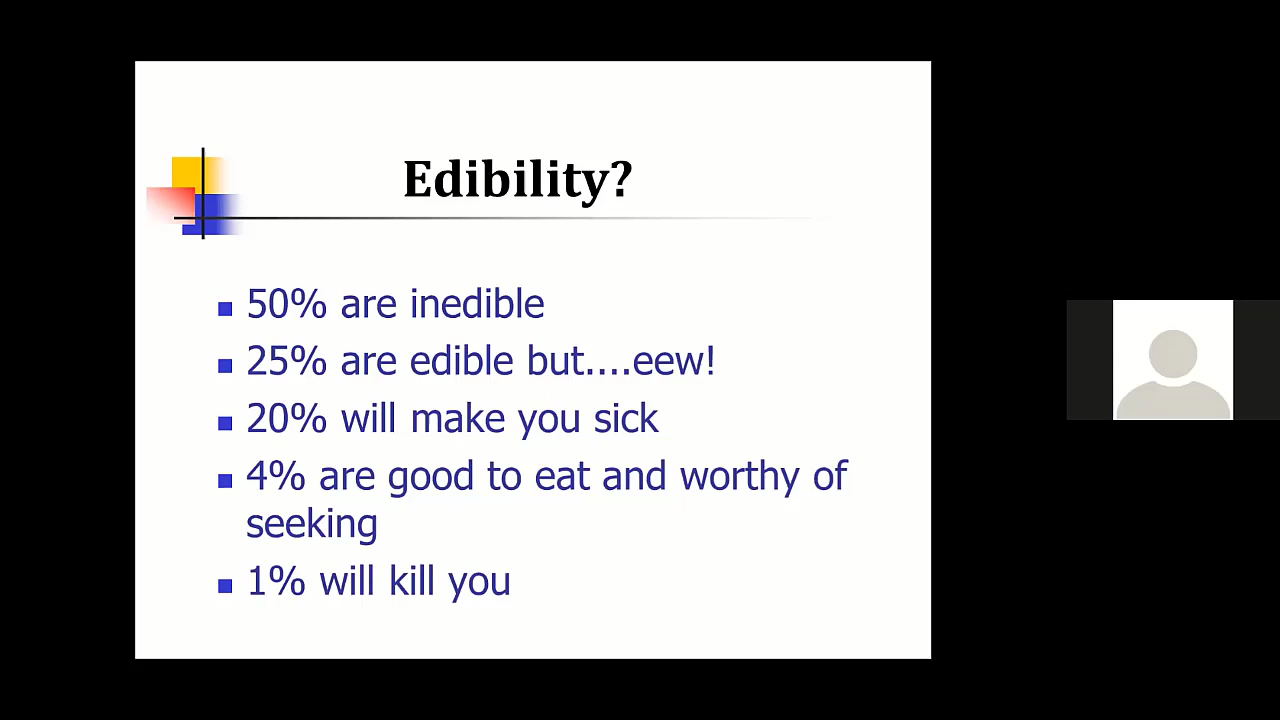 Edibility?
50% are inedible
25% are edible but....eew!
20% will make you sick
4% are good to eat and worthy of
seeking
1% will kill you